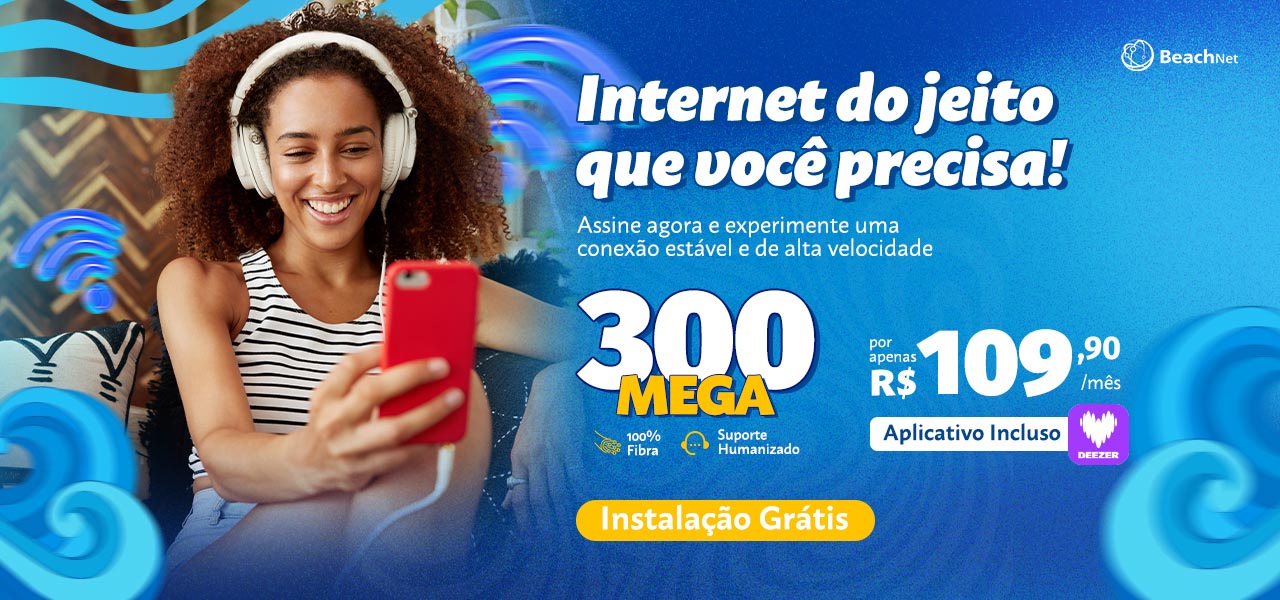 BeachNet
Internet do jeito
que você precisa!
Assine agora e experimente uma
conexão estável e de alta velocidade
300
MEGA
100%
Fibra
Suporte
Humanizado
por
apenas
R$ 109,90
/mês
Aplicativo Incluso
DEEZER
Instalação Grátis